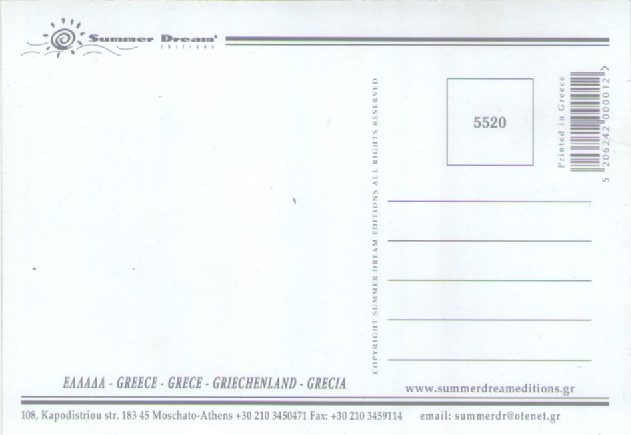 Summer Dream
EDITIONS
5520
Printed in Greece
5 206242 000012
COPYRIGHT SUMMER DREAM EDITIONS ALL RIGHTS RESERVED
ΕΛΛΑΔΑ - GREECE - GRECE - GRIECHENLAND - GRECIA
www.summerdreameditions.gr
108, Kapodistriou str. 183 45 Moschato-Athens +30 210 3450471 Fax: +30 210 3459114 email: summerdr@otenet.gr